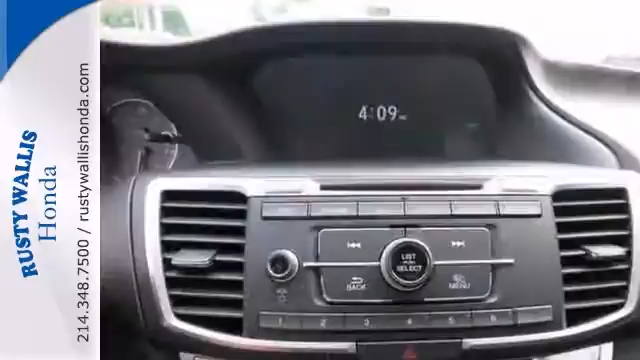 RUSTY WALLIS
Honda
214.348.7500 / rustywallishonda.com
4:09
LIST
SELECT
BACK
MENU
1 2 3 4 5 6